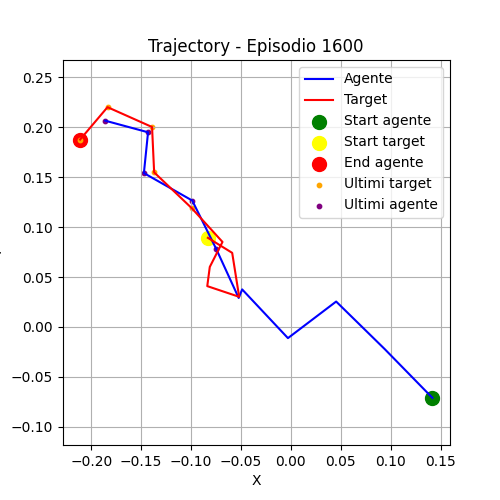 Trajectory - Episodio 1600
Agente
Target
Start agente
Start target
End agente
Ultimi target
Ultimi agente
0.25
0.20
0.15
0.10
0.05
0.00
−0.05
−0.10
−0.20
−0.15
−0.10
−0.05
0.00
0.05
0.10
0.15
X